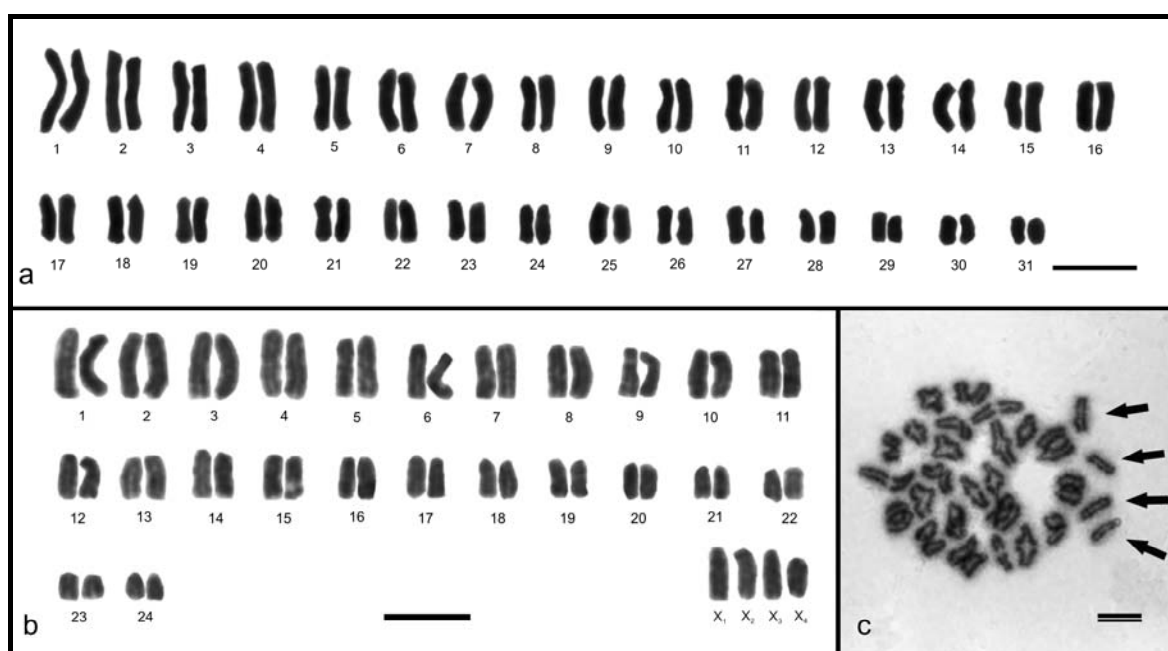 1 2 3 4 5 6 7 8 9 10 11 12 13 14 15 16
17 18 19 20 21 22 23 24 25 26 27 28 29 30 31
a
1 2 3 4 5 6 7 8 9 10 11
12 13 14 15 16 17 18 19 20 21 22
23 24 X₁ X₂ X₃ X₄
b
c